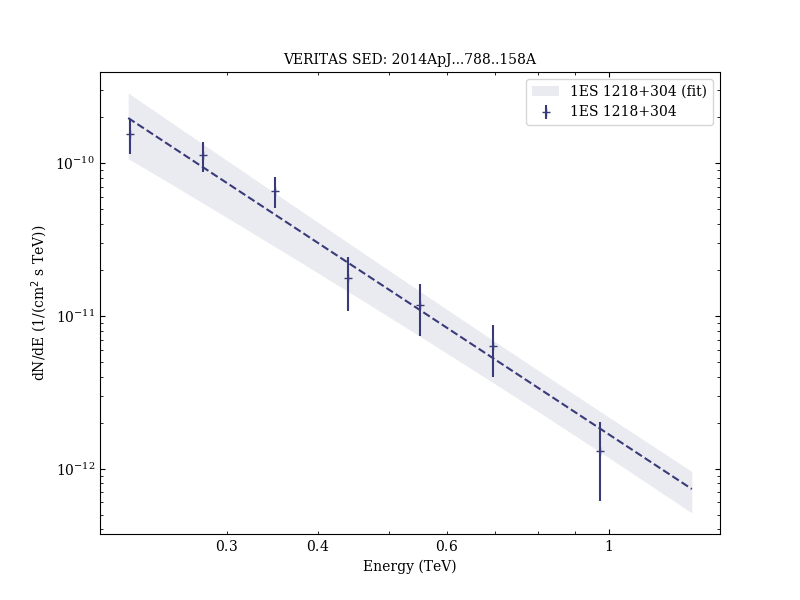 VERITAS SED: 2014ApJ...788..158A
1ES 1218+304 (fit)
1ES 1218+304
dN/dE (1/(cm² s TeV))
10⁻¹⁰
10⁻¹¹
10⁻¹²
0.3 0.4 0.6 1
Energy (TeV)